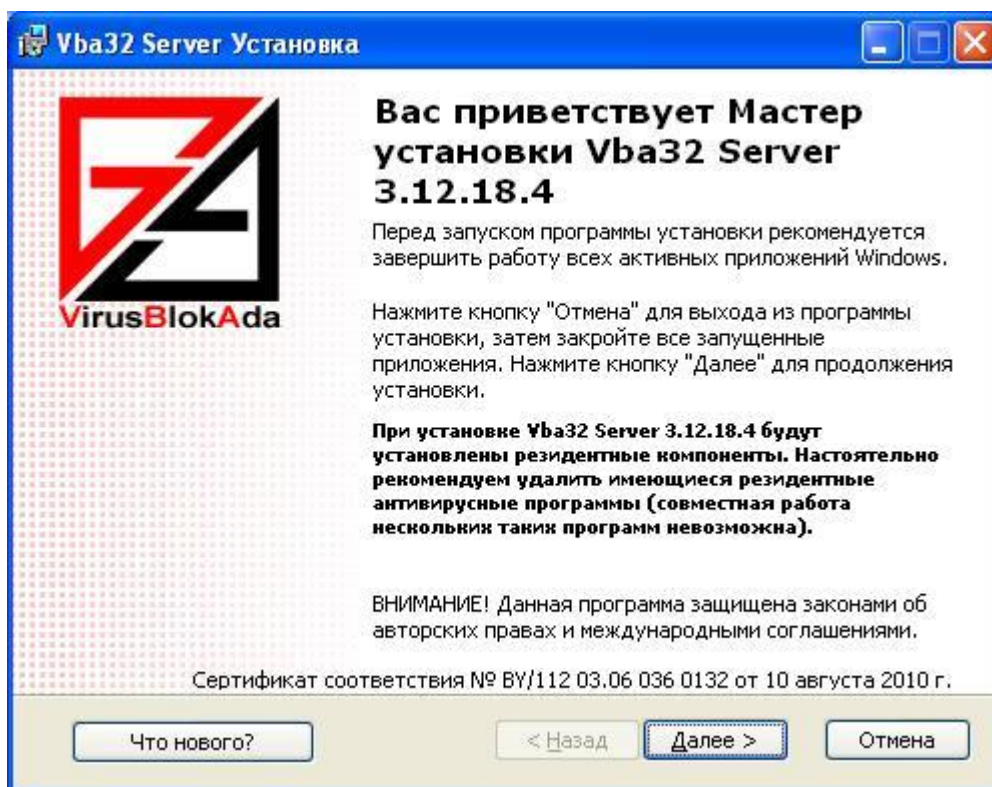 Vba32 Server Установка
VirusBlokAda
Вас приветствует Мастер
установки Vba32 Server
3.12.18.4
Перед запуском программы установки рекомендуется
завершить работу всех активных приложений Windows.
Нажмите кнопку "Отмена" для выхода из программы
установки, затем закройте все запущенные
приложения. Нажмите кнопку "Далее" для продолжения
установки.
При установке Vba32 Server 3.12.18.4 будут
установлены резидентные компоненты. Настоятельно
рекомендуем удалить имеющиеся резидентные
антивирусные программы (совместная работа
нескольких таких программ невозможна).
ВНИМАНИЕ! Данная программа защищена законами об
авторских правах и международными соглашениями.
Сертификат соответствия № BY/112 03.06 036 0132 от 10 августа 2010 г.
Что нового?
< Назад
Далее >
Отмена